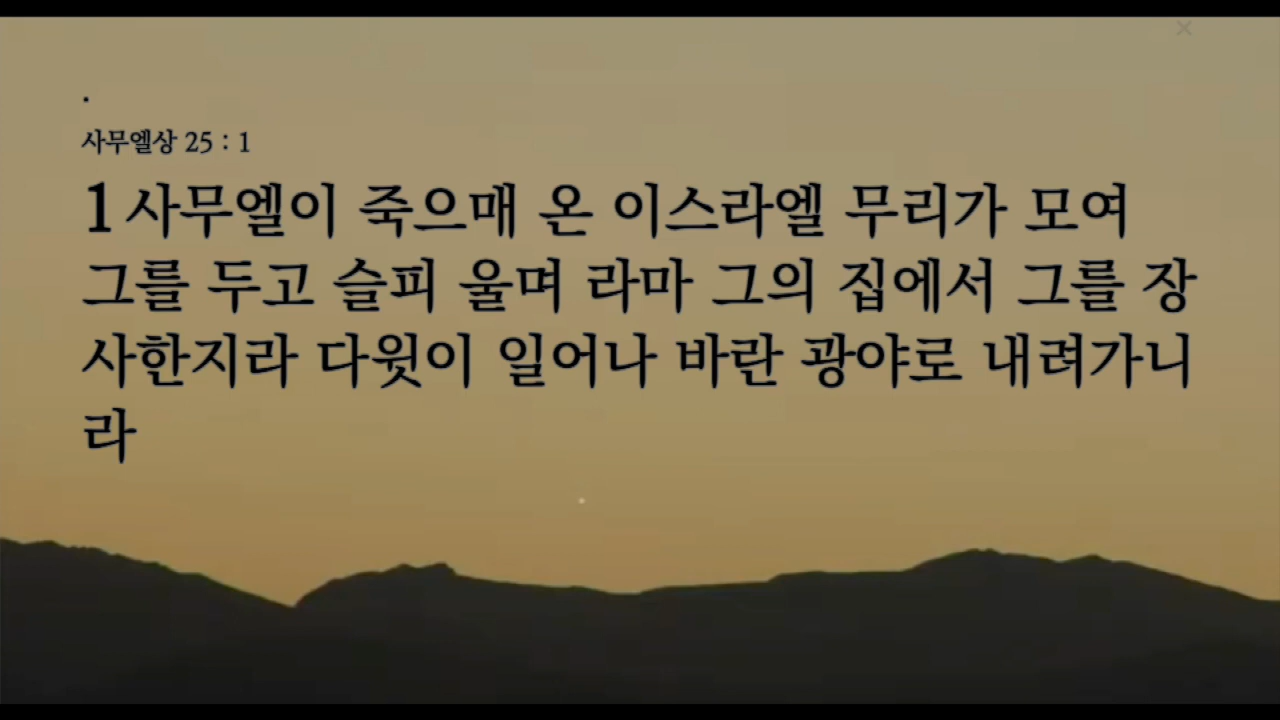 .
사무엘상 25 : 1
1 사무엘이 죽으매 온 이스라엘 무리가 모여
그를 두고 슬피 울며 라마 그의 집에서 그를 장
사한지라 다윗이 일어나 바란 광야로 내려가니
라